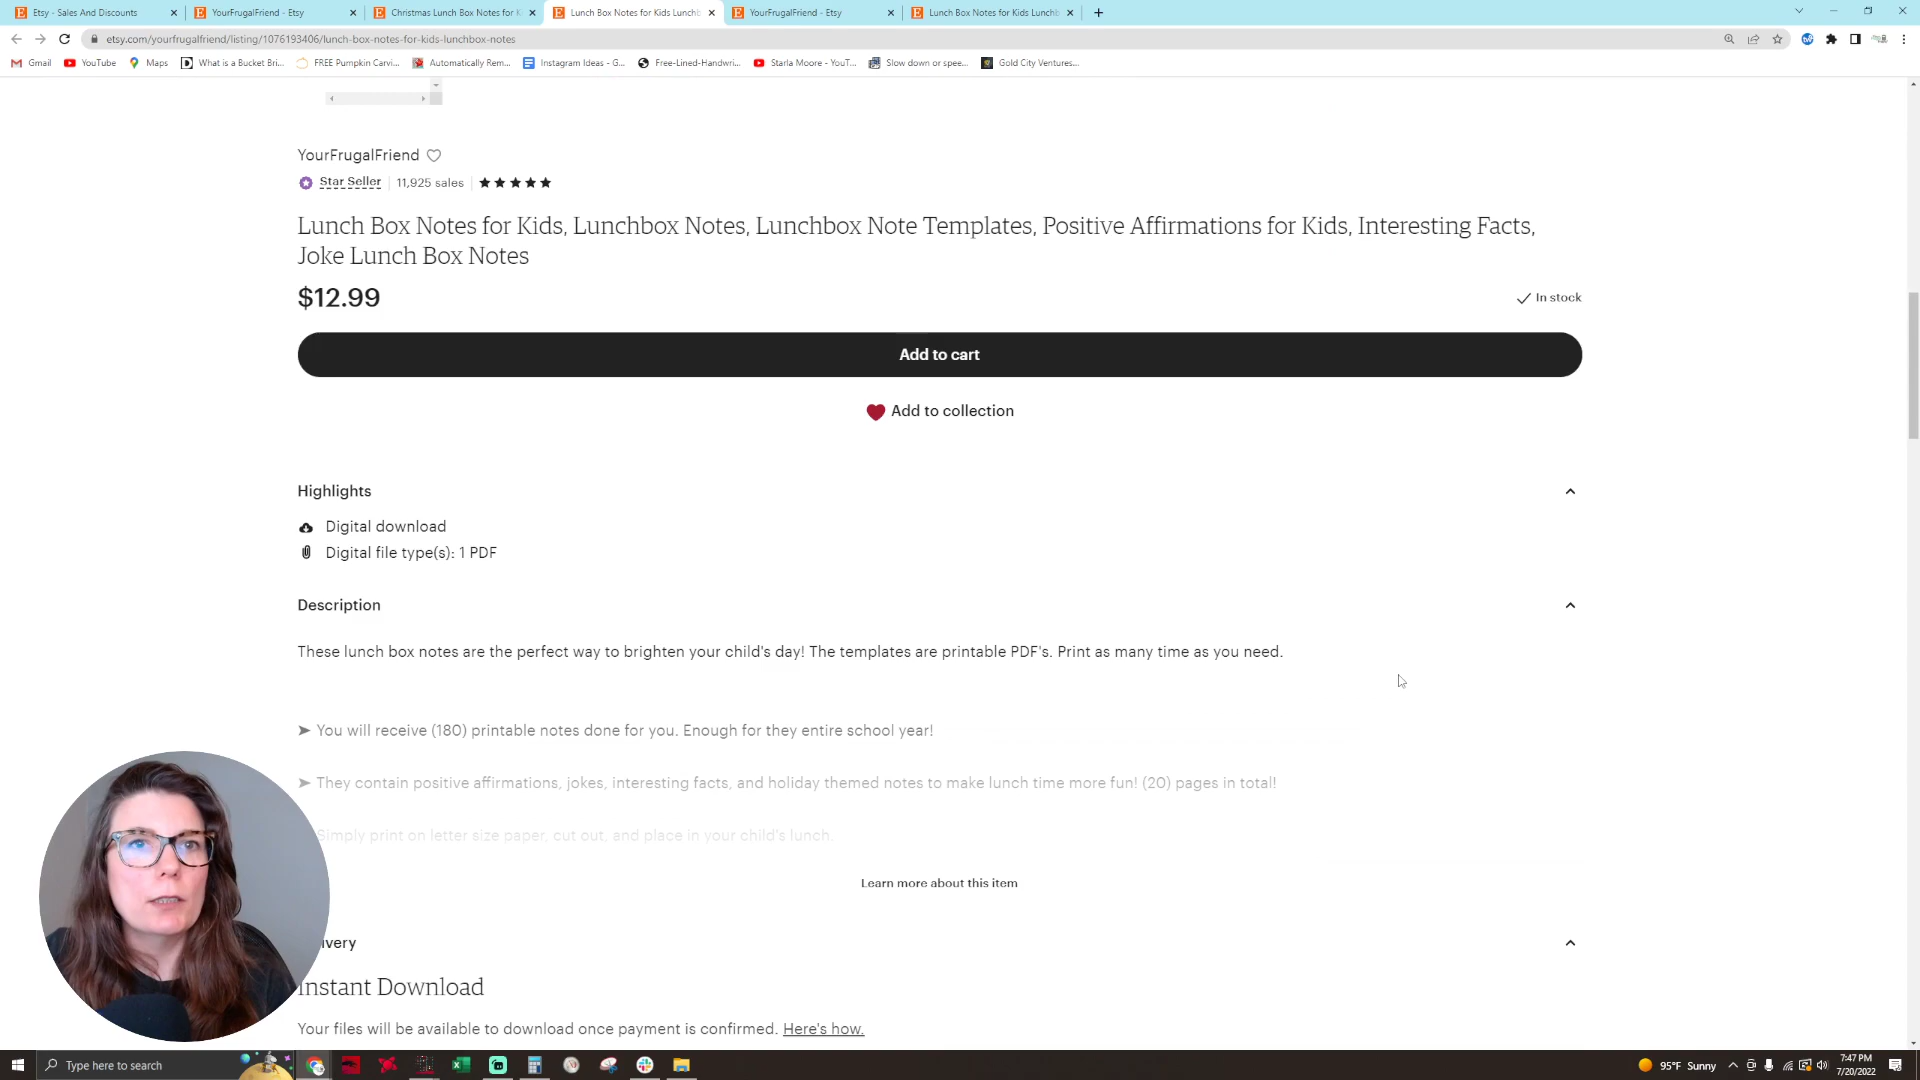 Etsy - Sales And Discounts
YourFrugalFriend - Etsy
Christmas Lunch Box Notes for K
Lunch Box Notes for Kids Lunchb
YourFrugalFriend - Etsy
Lunch Box Notes for Kids Lunchb
etsy.com/yourfrugalfriend/listing/1076193406/lunch-box-notes-for-kids-lunchbox-notes
Gmail
YouTube
Maps
What is a Bucket Bri...
FREE Pumpkin Carvi...
Automatically Rem...
Instagram Ideas - G...
Free-Lined-Handwri...
Starla Moore - YouT...
Slow down or spee...
Gold City Ventures...
YourFrugalFriend
Star Seller 11,925 sales
Lunch Box Notes for Kids, Lunchbox Notes, Lunchbox Note Templates, Positive Affirmations for Kids, Interesting Facts,
Joke Lunch Box Notes
$12.99
In stock
Add to cart
Add to collection
Highlights
Digital download
Digital file type(s): 1 PDF
Description
These lunch box notes are the perfect way to brighten your child's day! The templates are printable PDF's. Print as many time as you need.
➤ You will receive (180) printable notes done for you. Enough for they entire school year!
➤ They contain positive affirmations, jokes, interesting facts, and holiday themed notes to make lunch time more fun! (20) pages in total!
Simply print on letter size paper, cut out, and place in your child's lunch.
Learn more about this item
ivery
Instant Download
Your files will be available to download once payment is confirmed. Here's how.
Type here to search
95°F Sunny
7:47 PM
7/20/2022